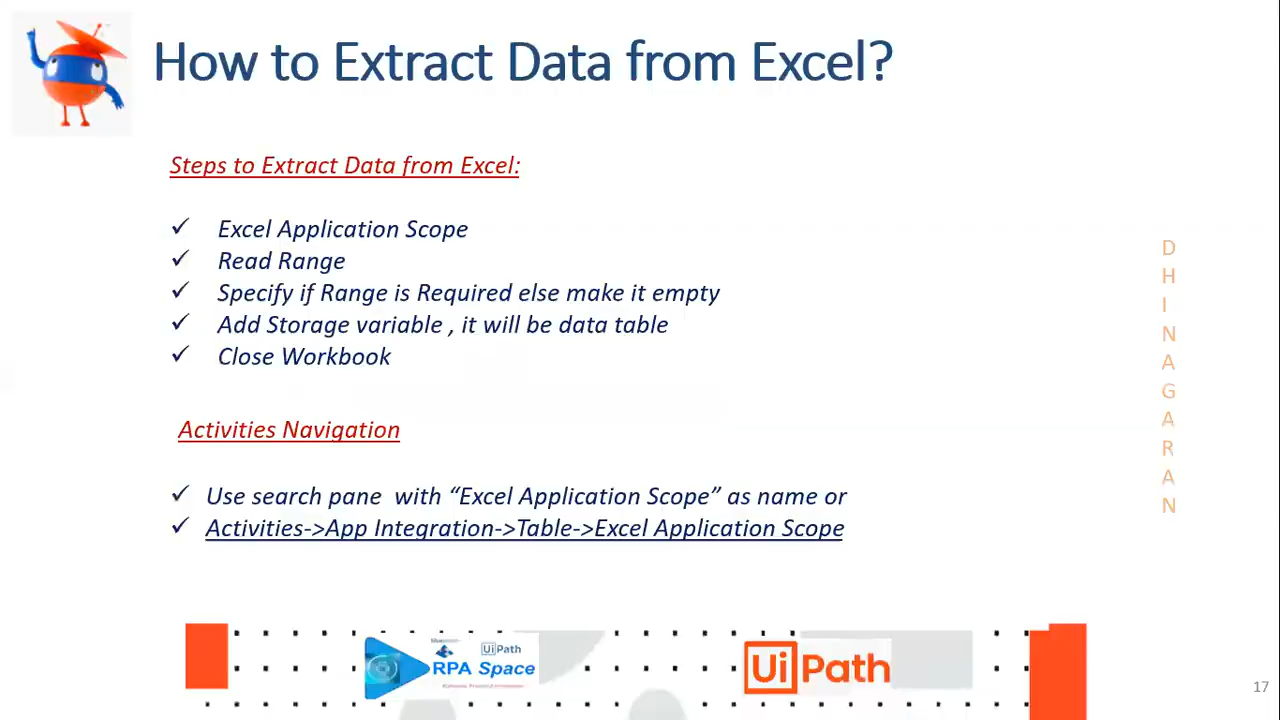 How to Extract Data from Excel?
Steps to Extract Data from Excel:
✓ Excel Application Scope
✓ Read Range
✓ Specify if Range is Required else make it empty
✓ Add Storage variable , it will be data table
✓ Close Workbook
Activities Navigation
✓ Use search pane with “Excel Application Scope” as name or
✓ Activities->App Integration->Table->Excel Application Scope
D
H
I
N
A
G
A
R
A
N
UiPath
RPA Space
UiPath
17